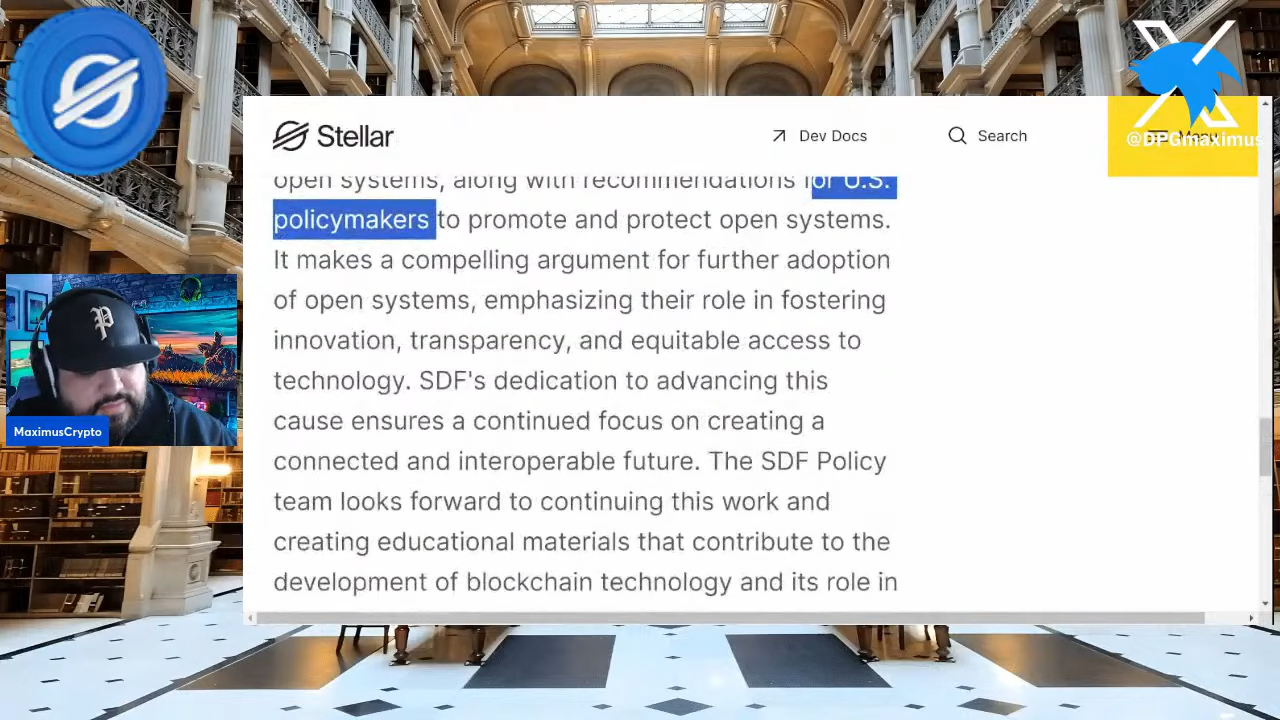 Stellar
Dev Docs
Search
Menu
@DPGmaximus
open systems, along with recommendations for U.S.
policymakers to promote and protect open systems.
It makes a compelling argument for further adoption
of open systems, emphasizing their role in fostering
innovation, transparency, and equitable access to
technology. SDF's dedication to advancing this
cause ensures a continued focus on creating a
connected and interoperable future. The SDF Policy
team looks forward to continuing this work and
creating educational materials that contribute to the
development of blockchain technology and its role in
P
MaximusCrypto